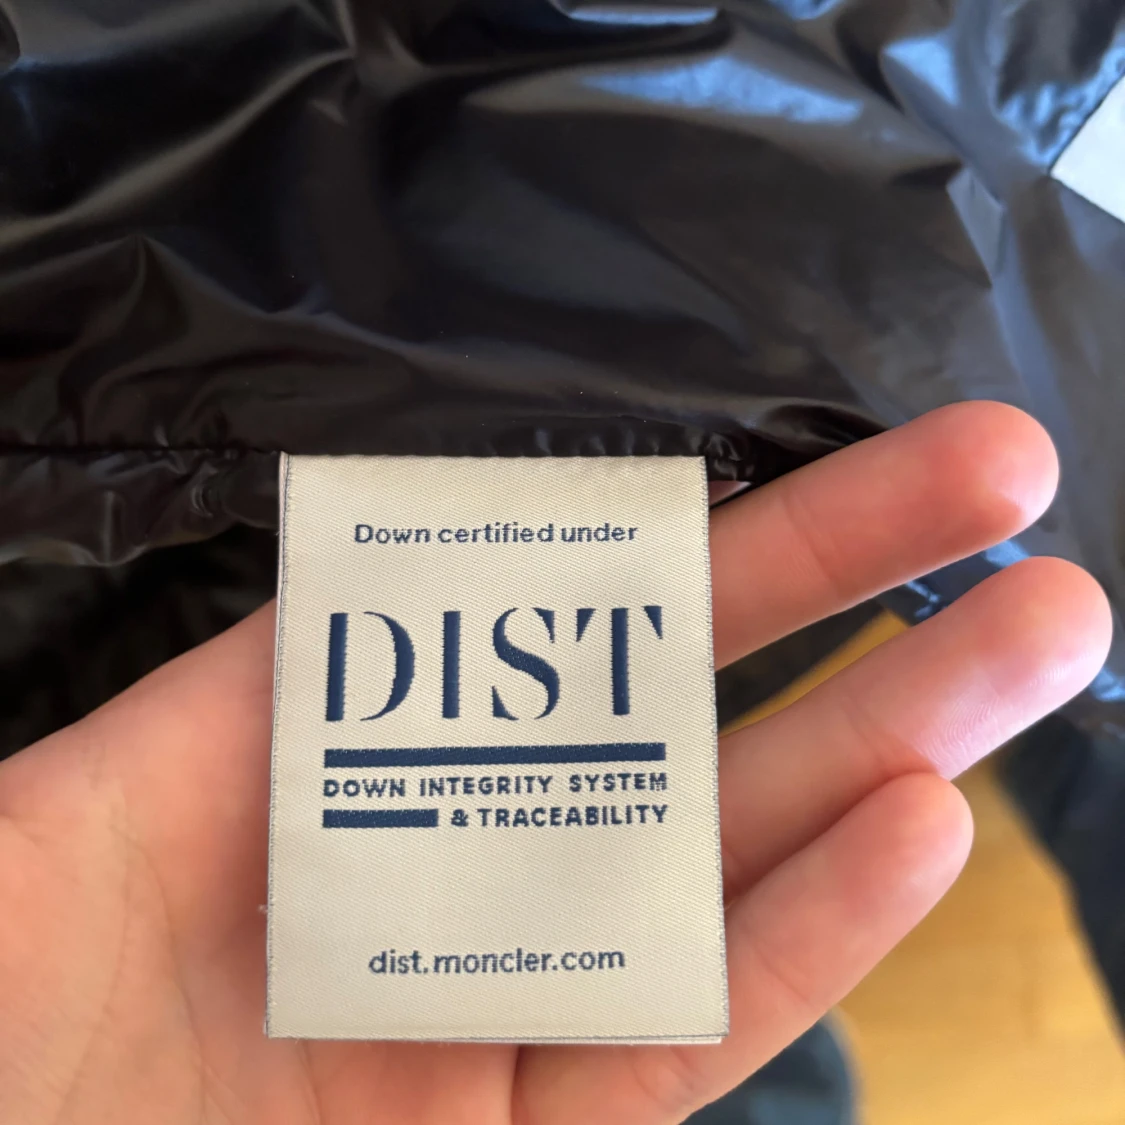 Down certified under
DIST
DOWN INTEGRITY SYSTEM
& TRACEABILITY
dist.moncler.com